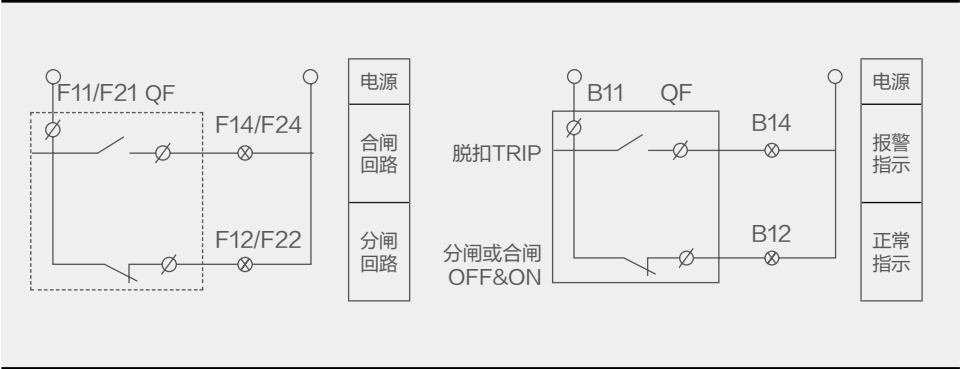 F11/F21 QF
F14/F24
F12/F22
电源
合闸
回路
分闸
回路
B11 QF
B14
脱扣TRIP
B12
分闸或合闸
OFF&ON
电源
报警
指示
正常
指示